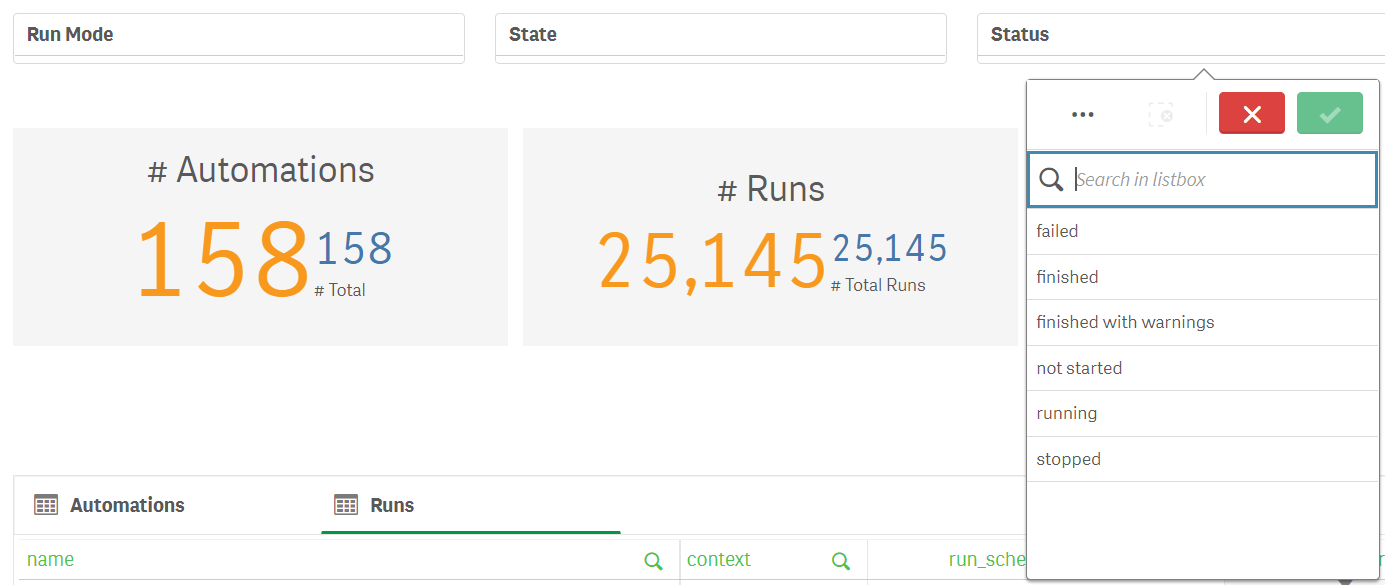 Run Mode
State
Status
Search in listbox
failed
finished
finished with warnings
not started
running
stopped
# Automations
158
158
# Total
# Runs
25,145
25,145
# Total Runs
Automations
Runs
name
context
run_sche